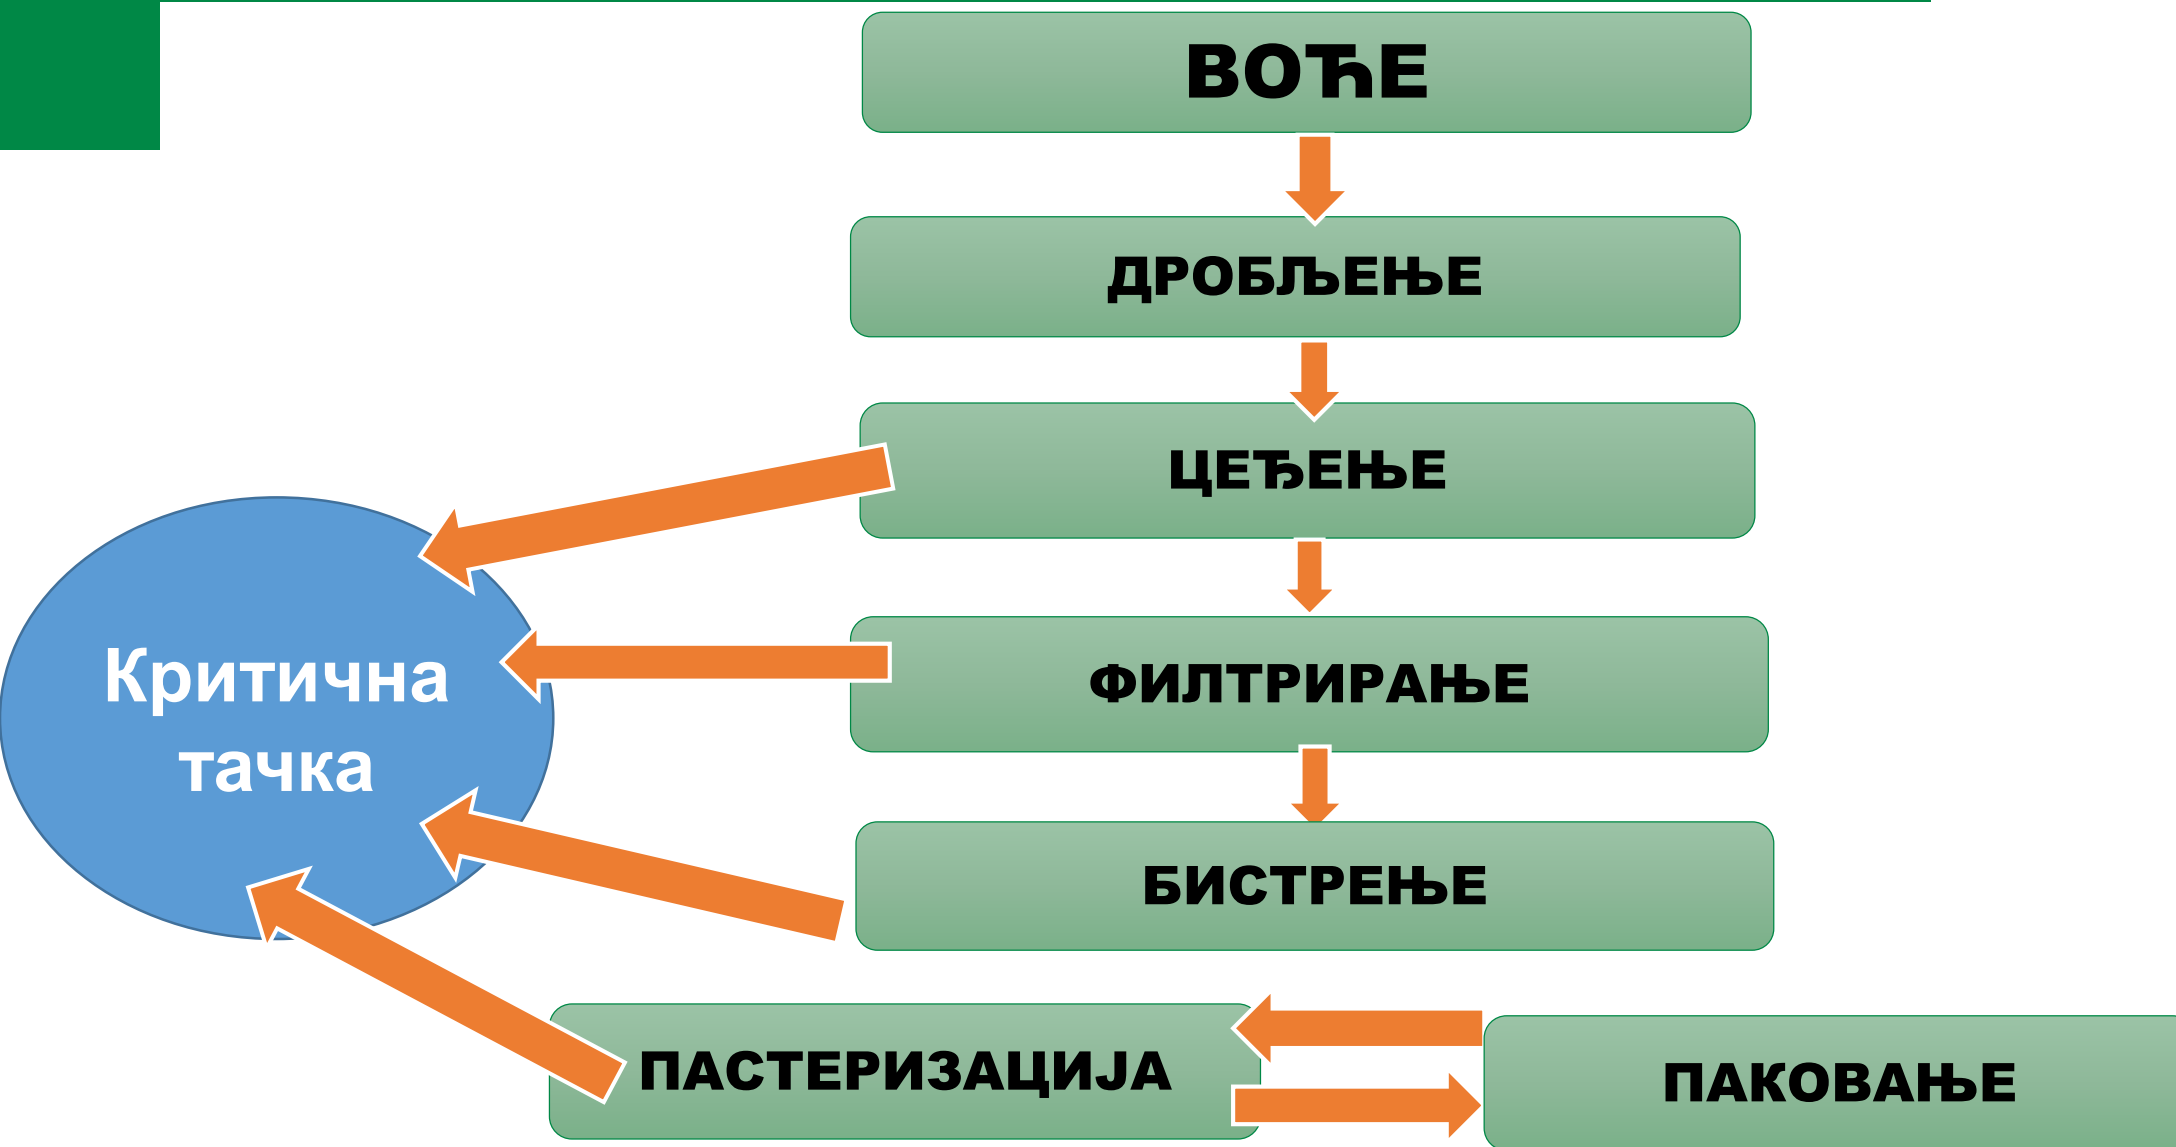 ВОЋЕ
ДРОБЉЕЊЕ
ЦЕЂЕЊЕ
ФИЛТРИРАЊЕ
Критична
тачка
БИСТРЕЊЕ
ПАСТЕРИЗАЦИЈА
ПАКОВАЊЕ